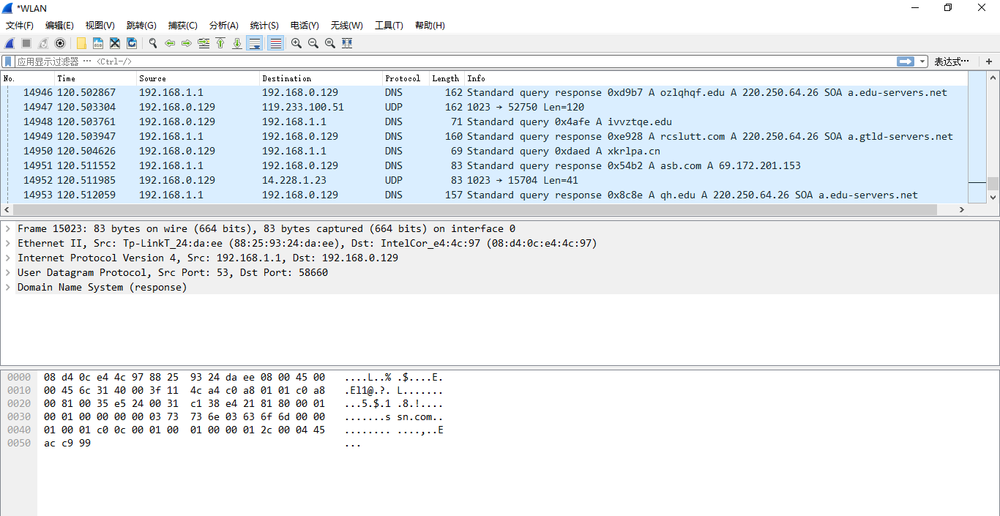 *WLAN
文件(F) 编辑(E) 视图(V) 跳转(G) 捕获(C) 分析(A) 统计(S) 电话(Y) 无线(W) 工具(T) 帮助(H)
应用显示过滤器 … <Ctrl-/> 表达式… +
No. Time Source Destination Protocol Length Info
14946 120.502867 192.168.1.1 192.168.0.129 DNS 162 Standard query response 0xd9b7 A ozlqhqf.edu A 220.250.64.26 SOA a.edu-servers.net
14947 120.503304 192.168.0.129 119.233.100.51 UDP 162 1023 → 52750 Len=120
14948 120.503761 192.168.0.129 192.168.1.1 DNS 71 Standard query 0x4afe A ivvztqe.edu
14949 120.503947 192.168.1.1 192.168.0.129 DNS 160 Standard query response 0xe928 A rcslutt.com A 220.250.64.26 SOA a.gtld-servers.net
14950 120.504626 192.168.0.129 192.168.1.1 DNS 69 Standard query 0xdaed A xkrlpa.cn
14951 120.511552 192.168.1.1 192.168.0.129 DNS 83 Standard query response 0x54b2 A asb.com A 69.172.201.153
14952 120.511985 192.168.0.129 14.228.1.23 UDP 83 1023 → 15704 Len=41
14953 120.512059 192.168.1.1 192.168.0.129 DNS 157 Standard query response 0x8c8e A qh.edu A 220.250.64.26 SOA a.edu-servers.net
Frame 15023: 83 bytes on wire (664 bits), 83 bytes captured (664 bits) on interface 0
Ethernet II, Src: Tp-LinkT_24:da:ee (88:25:93:24:da:ee), Dst: IntelCor_e4:4c:97 (08:d4:0c:e4:4c:97)
Internet Protocol Version 4, Src: 192.168.1.1, Dst: 192.168.0.129
User Datagram Protocol, Src Port: 53, Dst Port: 58660
Domain Name System (response)
0000 08 d4 0c e4 4c 97 88 25 93 24 da ee 08 00 45 00 ....L..% .$....E.
0010 00 45 6c 31 40 00 3f 11 4c a4 c0 a8 01 01 c0 a8 .El1@.?. L.......
0020 00 81 00 35 e5 24 00 31 c1 38 e4 21 81 80 00 01 ...5.$.1 .8.!....
0030 00 01 00 00 00 00 03 73 73 6e 03 63 6f 6d 00 00 .......s sn.com..
0040 01 00 01 c0 0c 00 01 00 01 00 00 01 2c 00 04 45 ........ ....,..E
0050 ac c9 99 ...